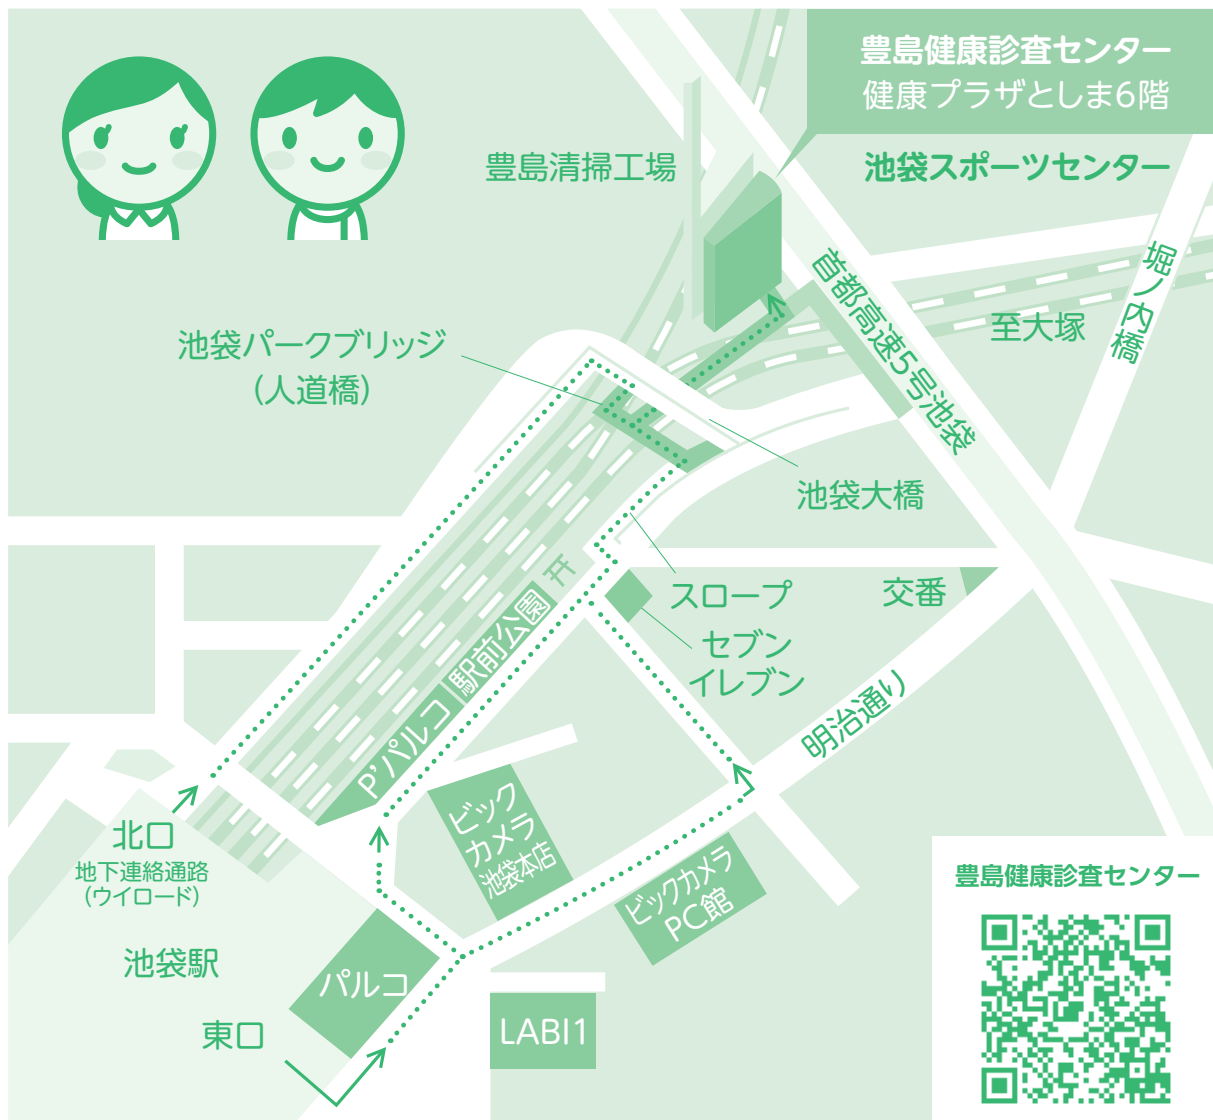 豊島健康診査センター
健康プラザとしま6階
豊島清掃工場
池袋スポーツセンター
首都高速5号池袋
堀ノ内橋
至大塚
池袋パークブリッジ
(人道橋)
池袋大橋
スロープ
交番
セブン
イレブン
駅前公園
P'パルコ
明治通り
ビック
カメラ
池袋本店
ビックカメラ
PC館
北口
地下連絡通路
(ウイロード)
池袋駅
パルコ
東口
LABI1
豊島健康診査センター